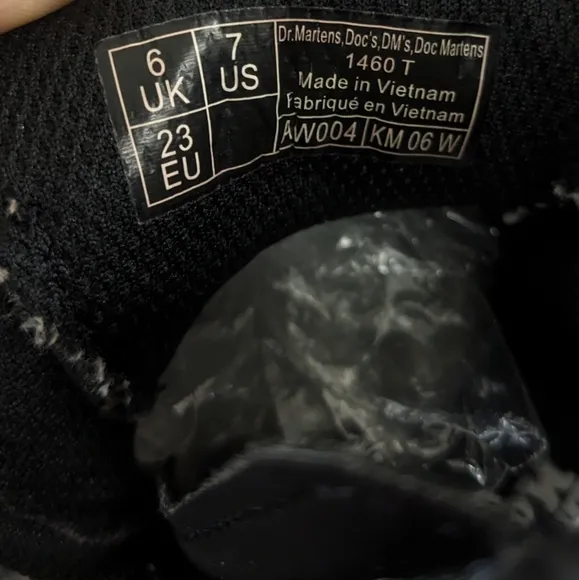 6
UK
7
US
23
EU
Dr.Martens,Doc's,DM's,Doc Martens
1460 T
Made in Vietnam
Fabriqué en Vietnam
AW004 KM 06 W